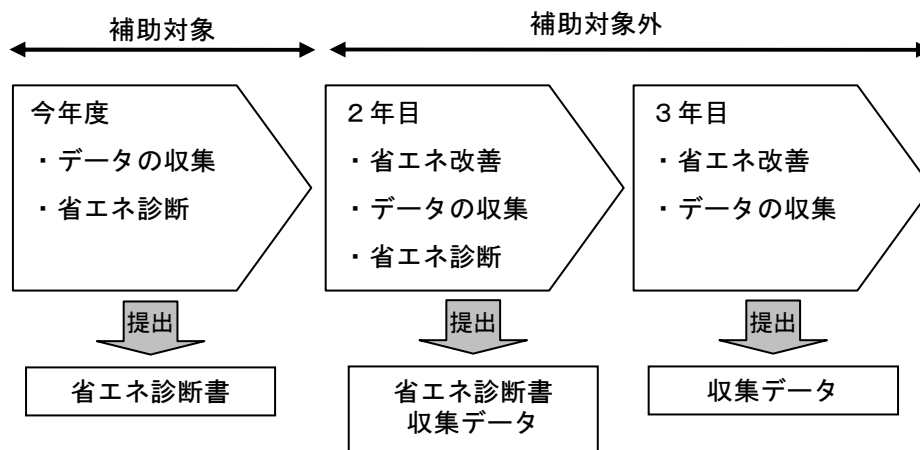 補助対象
補助対象外
今年度
・データの収集
・省エネ診断
２年目
・省エネ改善
・データの収集
・省エネ診断
３年目
・省エネ改善
・データの収集
提出
提出
提出
省エネ診断書
省エネ診断書
収集データ
収集データ